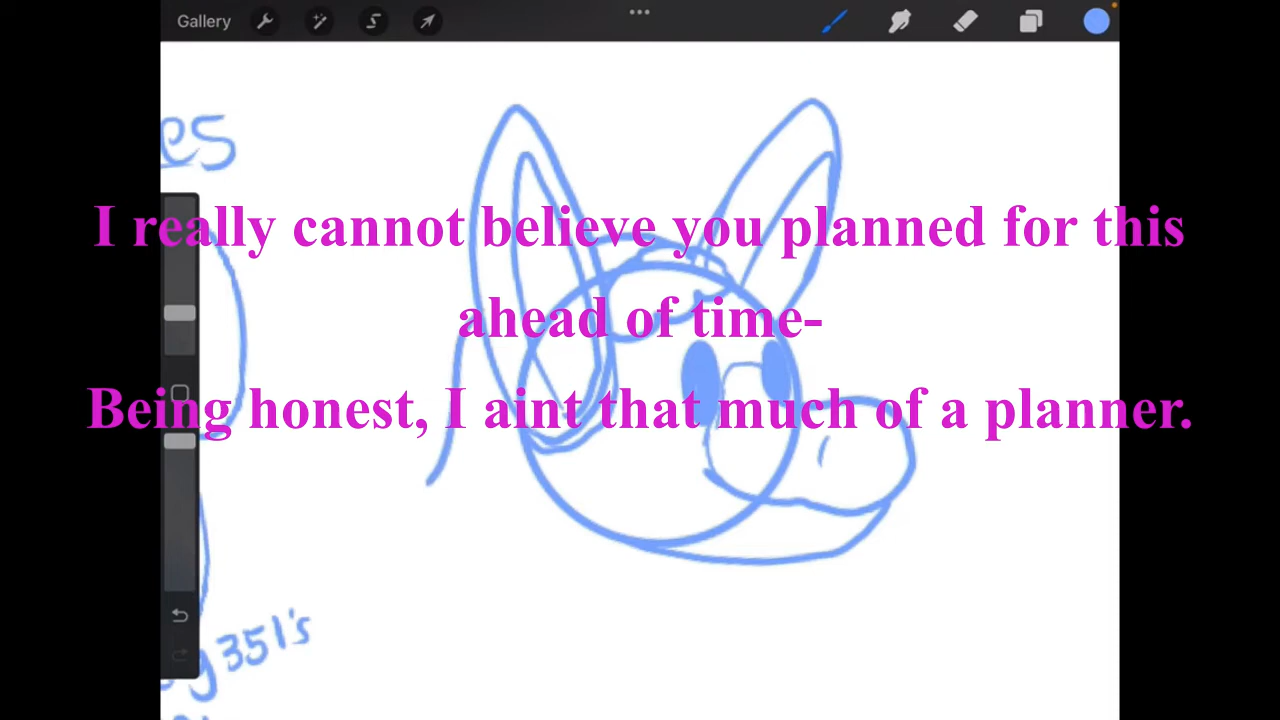 Gallery
es
I really cannot believe you planned for this
ahead of time-
Being honest, I aint that much of a planner.
g351's